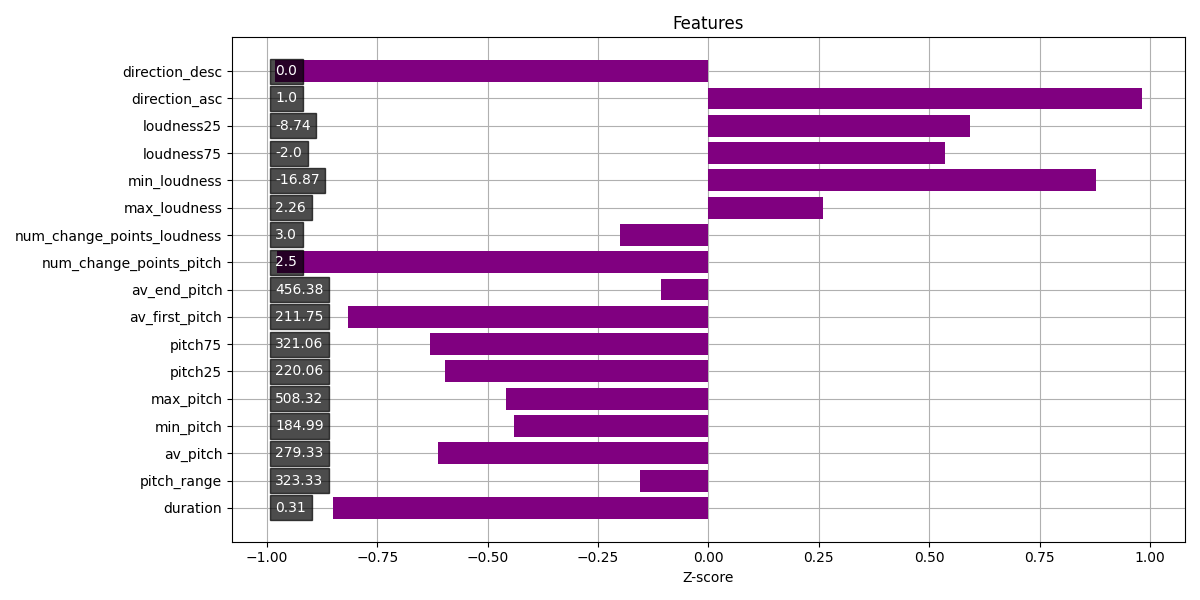 Features
direction_desc 0.0
direction_asc 1.0
loudness25 -8.74
loudness75 -2.0
min_loudness -16.87
max_loudness 2.26
num_change_points_loudness 3.0
num_change_points_pitch 2.5
av_end_pitch 456.38
av_first_pitch 211.75
pitch75 321.06
pitch25 220.06
max_pitch 508.32
min_pitch 184.99
av_pitch 279.33
pitch_range 323.33
duration 0.31
−1.00 −0.75 −0.50 −0.25 0.00 0.25 0.50 0.75 1.00
Z-score